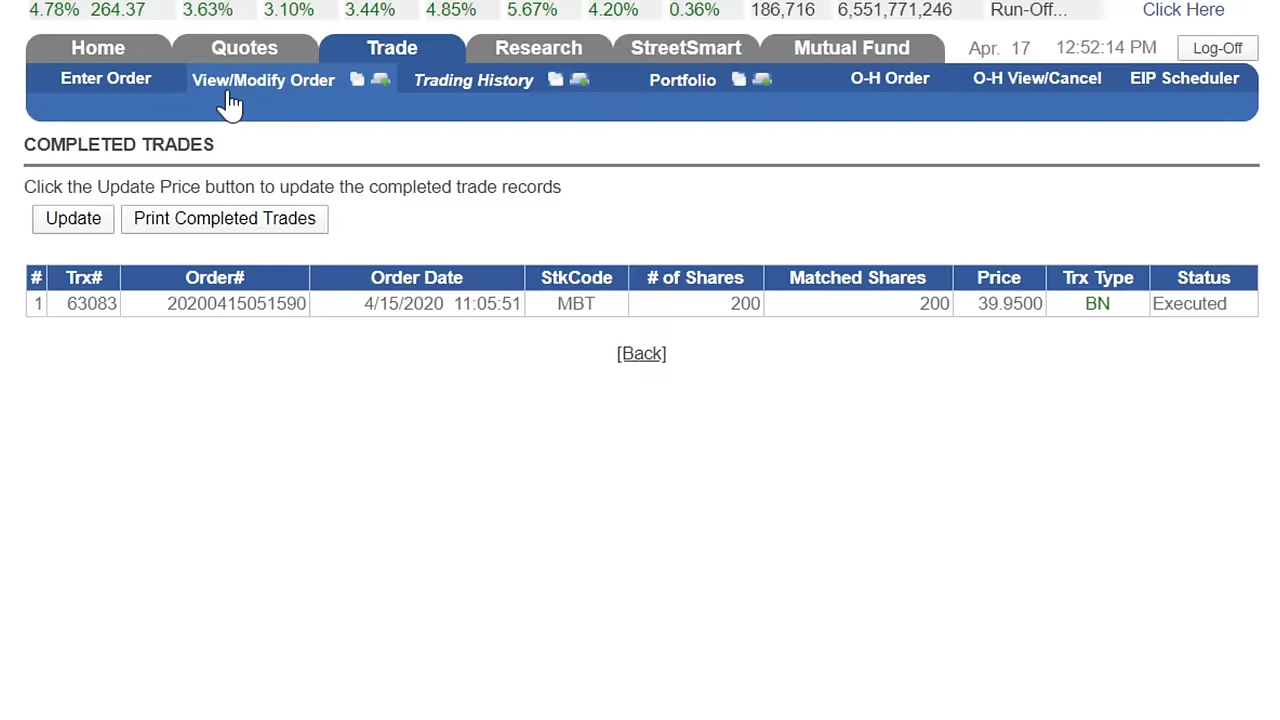 4.78% 264.37 3.63% 3.10% 3.44% 4.85% 5.67% 4.20% 0.36% 186,716 6,551,771,246 Run-Off... Click Here
Home Quotes Trade Research StreetSmart Mutual Fund Apr. 17 12:52:14 PM Log-Off
Enter Order View/Modify Order Trading History Portfolio O-H Order O-H View/Cancel EIP Scheduler
COMPLETED TRADES
Click the Update Price button to update the completed trade records
Update Print Completed Trades
# Trx# Order# Order Date StkCode # of Shares Matched Shares Price Trx Type Status
1 63083 20200415051590 4/15/2020 11:05:51 MBT 200 200 39.9500 BN Executed
[Back]